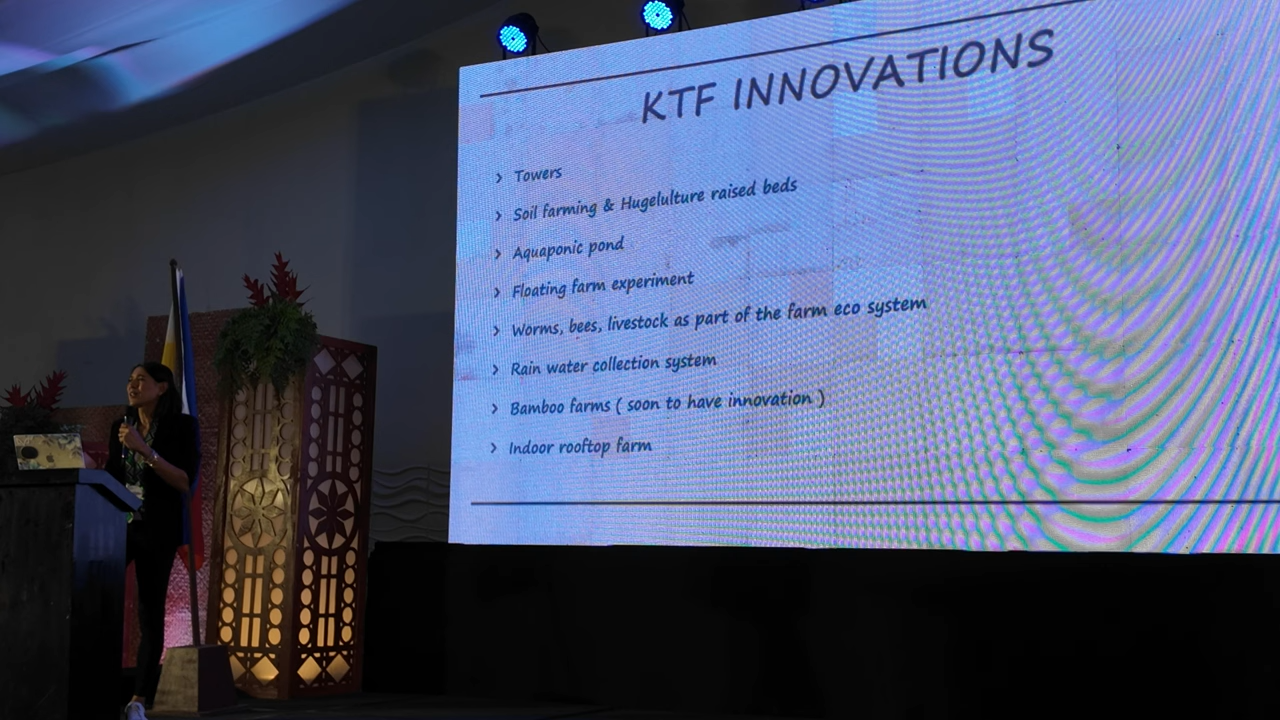 KTF INNOVATIONS
› Towers
› Soil farming & Hugelulture raised beds
› Aquaponic pond
› Floating farm experiment
› Worms, bees, livestock as part of the farm eco system
› Rain water collection system
› Bamboo farms ( soon to have innovation )
› Indoor rooftop farm